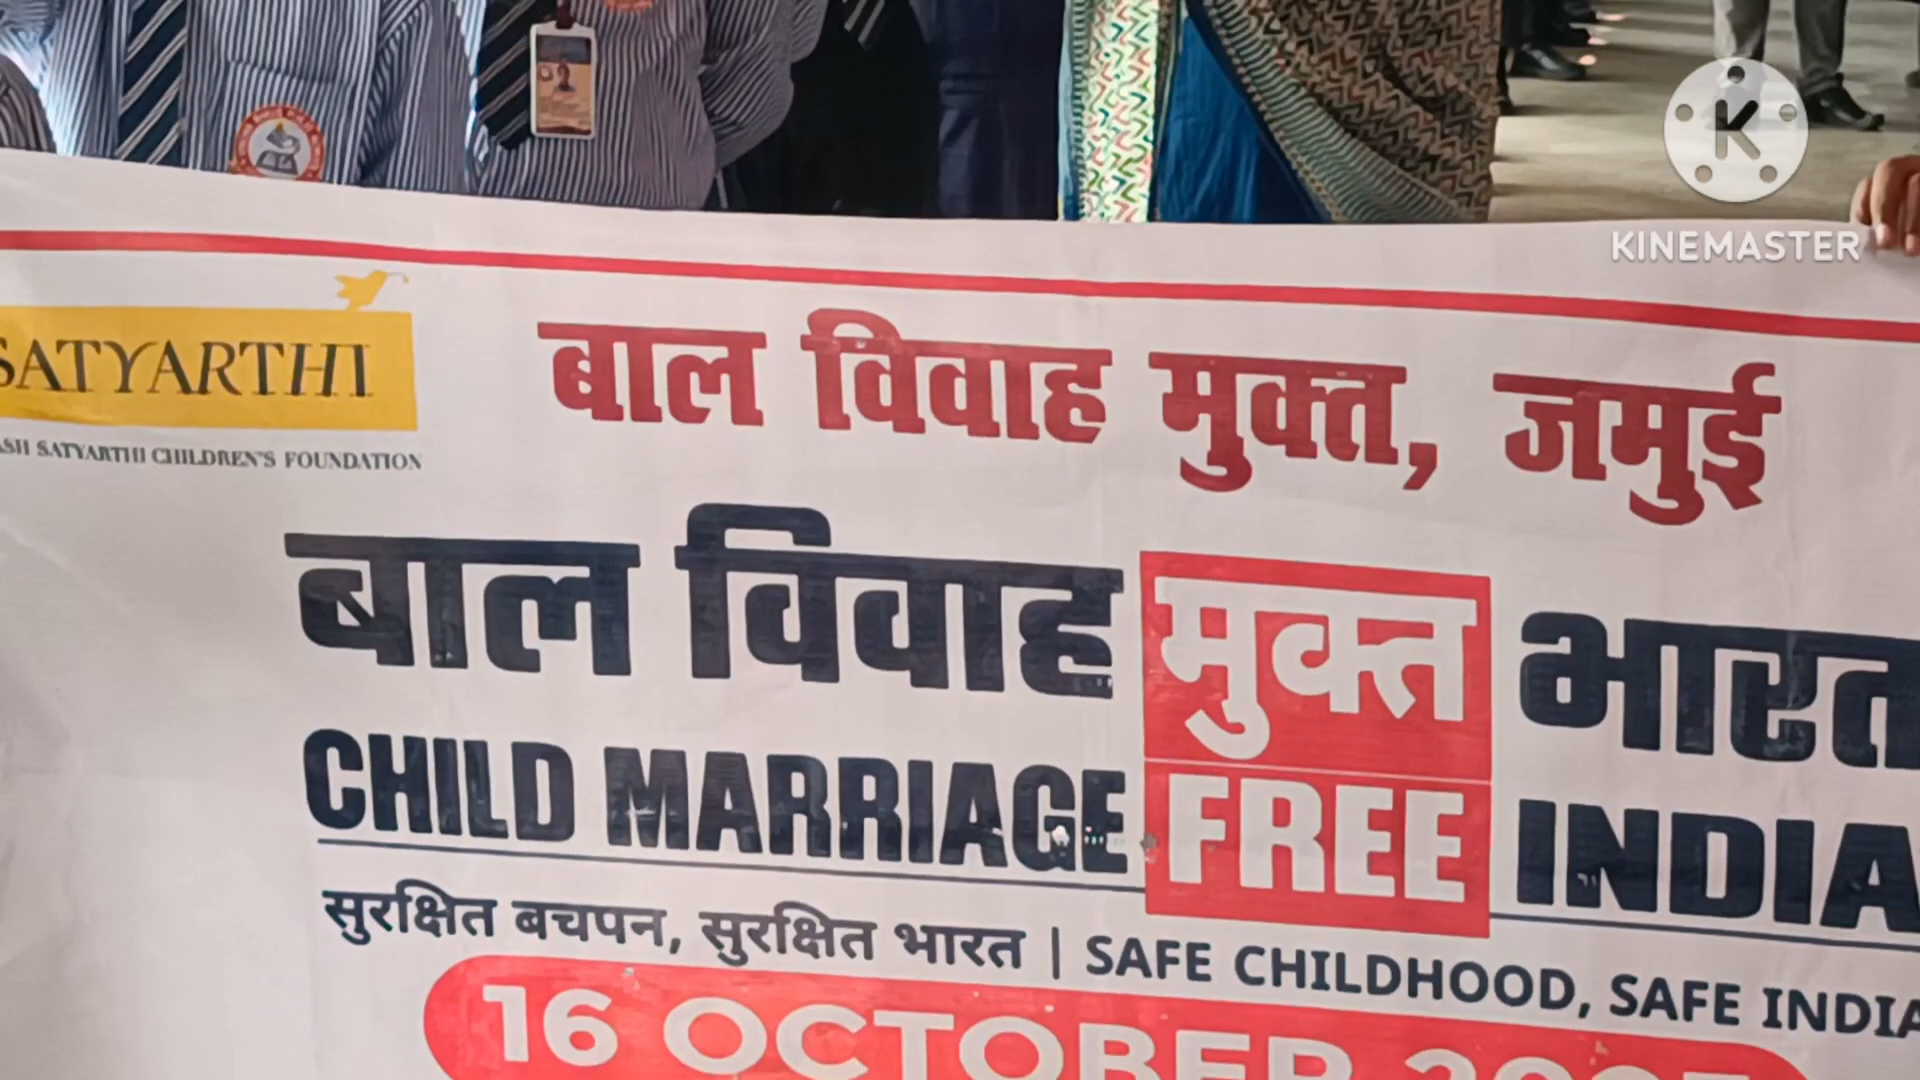 KINEMASTER
SATYARTHI
SATYARTHI CHILDREN'S FOUNDATION
बाल विवाह मुक्त, जमुई
बाल विवाह मुक्त भारत
CHILD MARRIAGE FREE INDIA
सुरक्षित बचपन, सुरक्षित भारत | SAFE CHILDHOOD, SAFE INDIA
16 OCTOBER